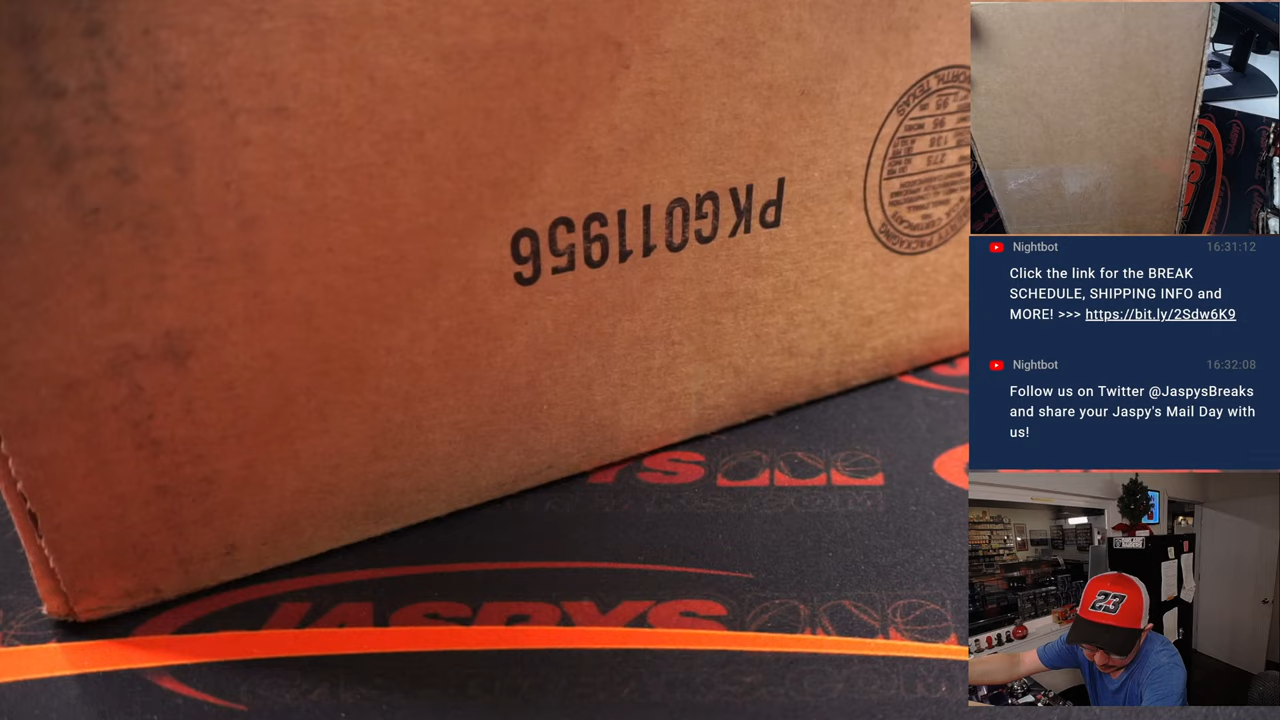 PKG011956
WORTH, TEXAS
JASPYS
Nightbot
16:31:12
Click the link for the BREAK
SCHEDULE, SHIPPING INFO and
MORE! >>> https://bit.ly/2Sdw6K9
Nightbot
16:32:08
Follow us on Twitter @JaspysBreaks
and share your Jaspy's Mail Day with
us!
23